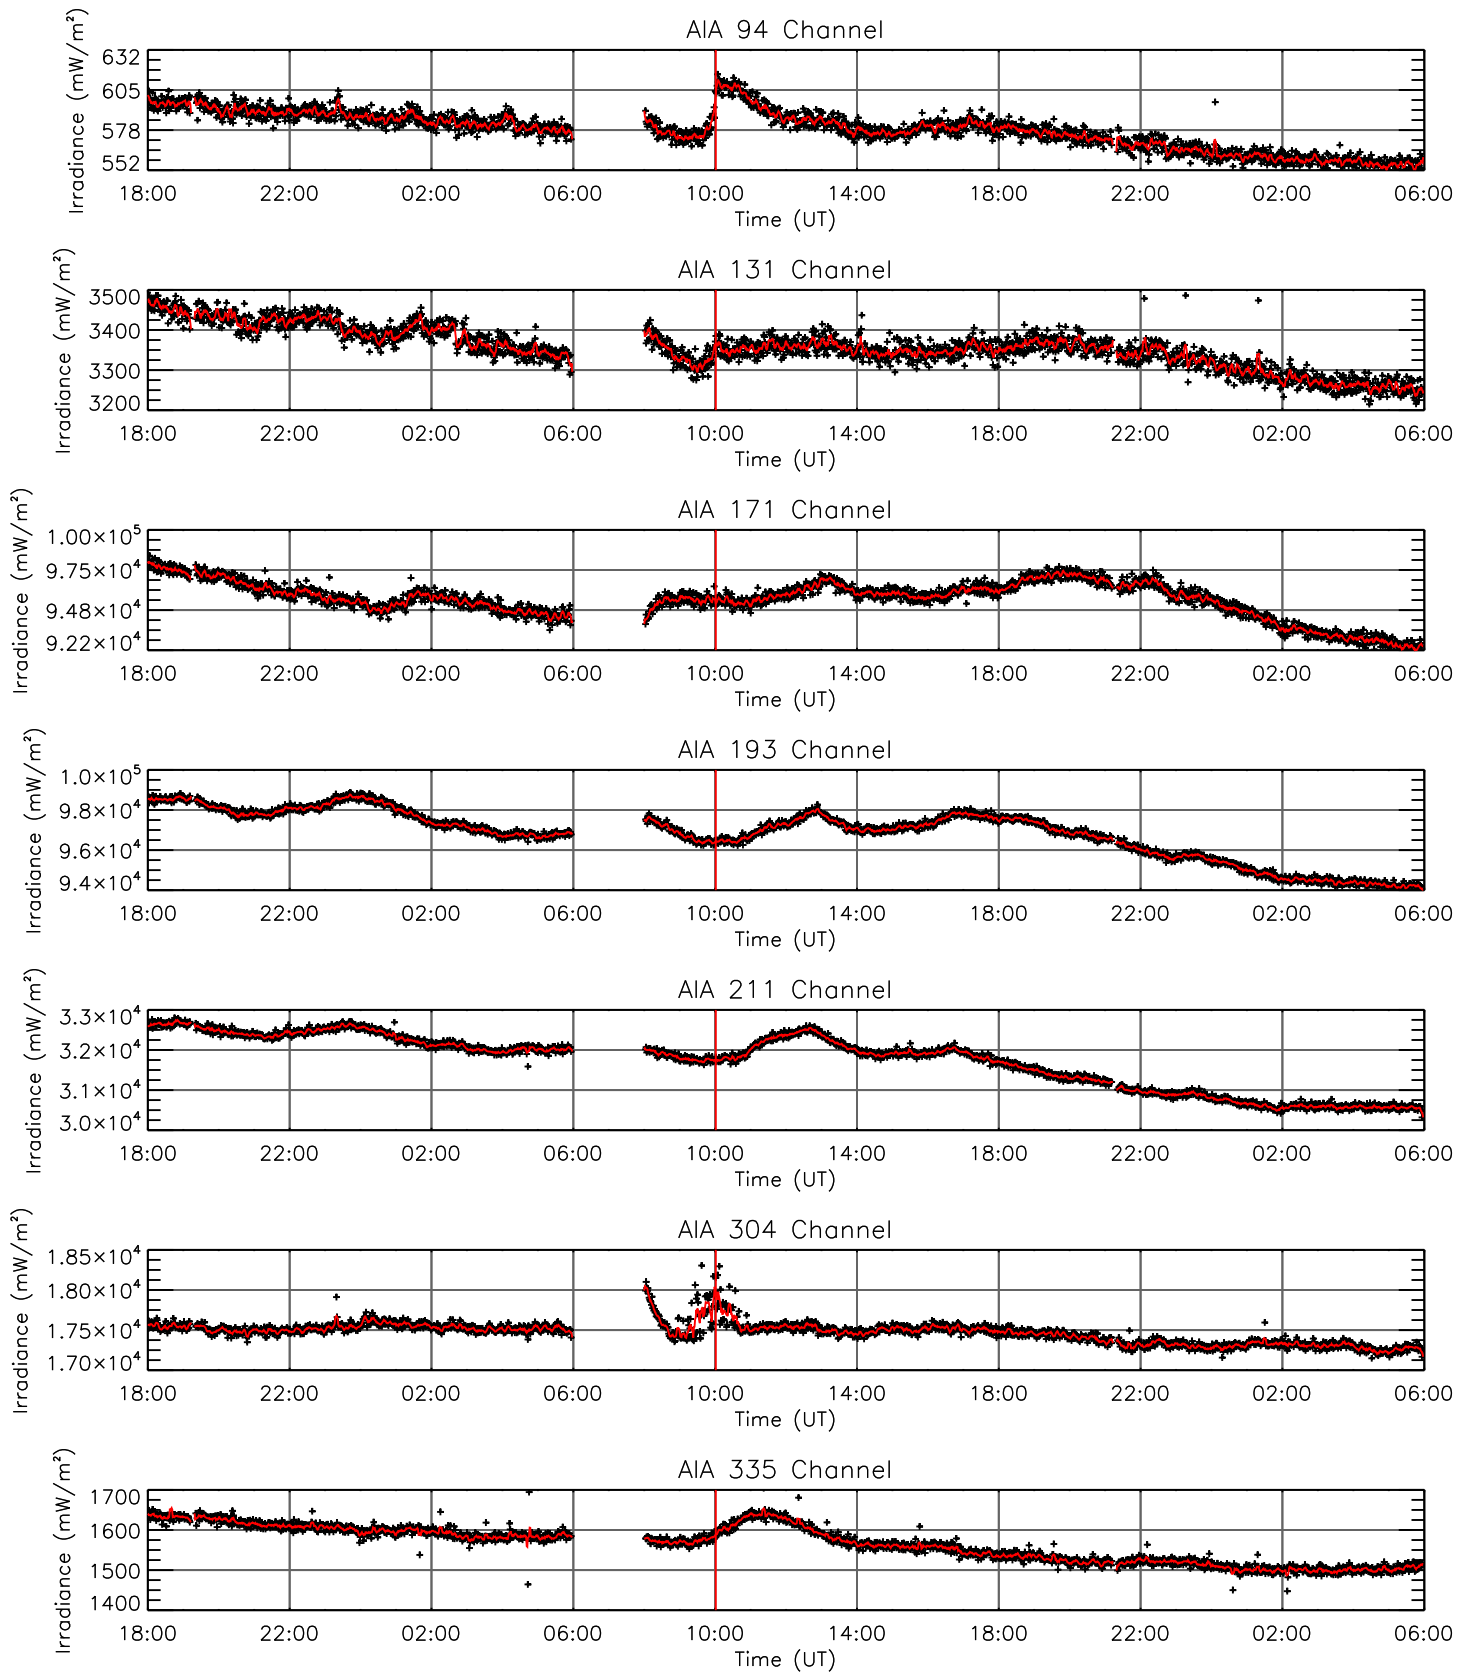 AIA 94 Channel
Irradiance (mW/m²)
632
605
578
552
18:00 22:00 02:00 06:00 10:00 14:00 18:00 22:00 02:00 06:00
Time (UT)
AIA 131 Channel
Irradiance (mW/m²)
3500
3400
3300
3200
18:00 22:00 02:00 06:00 10:00 14:00 18:00 22:00 02:00 06:00
Time (UT)
AIA 171 Channel
Irradiance (mW/m²)
1.00×10⁵
9.75×10⁴
9.48×10⁴
9.22×10⁴
18:00 22:00 02:00 06:00 10:00 14:00 18:00 22:00 02:00 06:00
Time (UT)
AIA 193 Channel
Irradiance (mW/m²)
1.0×10⁵
9.8×10⁴
9.6×10⁴
9.4×10⁴
18:00 22:00 02:00 06:00 10:00 14:00 18:00 22:00 02:00 06:00
Time (UT)
AIA 211 Channel
Irradiance (mW/m²)
3.3×10⁴
3.2×10⁴
3.1×10⁴
3.0×10⁴
18:00 22:00 02:00 06:00 10:00 14:00 18:00 22:00 02:00 06:00
Time (UT)
AIA 304 Channel
Irradiance (mW/m²)
1.85×10⁴
1.80×10⁴
1.75×10⁴
1.70×10⁴
18:00 22:00 02:00 06:00 10:00 14:00 18:00 22:00 02:00 06:00
Time (UT)
AIA 335 Channel
Irradiance (mW/m²)
1700
1600
1500
1400
18:00 22:00 02:00 06:00 10:00 14:00 18:00 22:00 02:00 06:00
Time (UT)